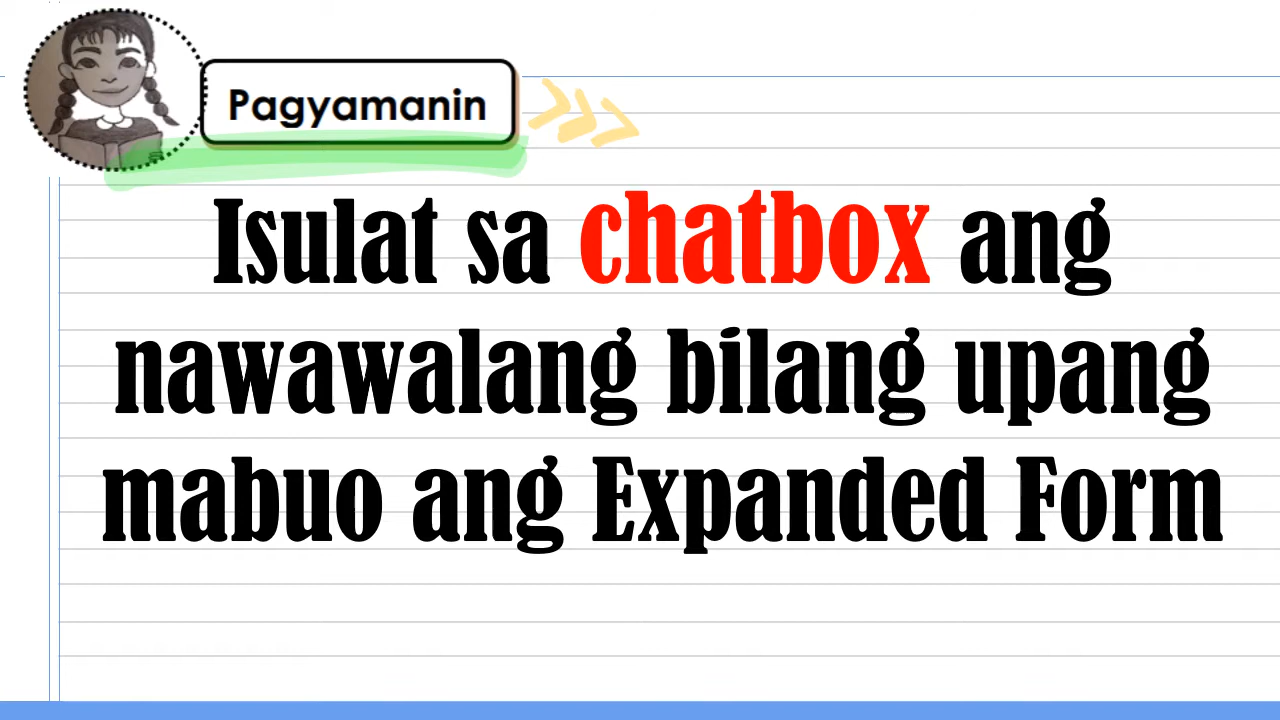 Pagyamanin
Isulat sa chatbox ang
nawawalang bilang upang
mabuo ang Expanded Form